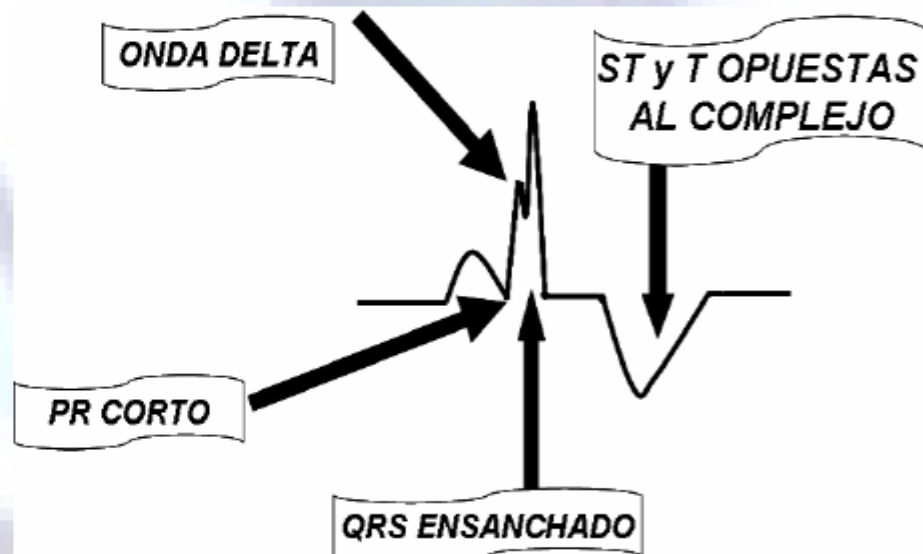 ONDA DELTA
ST y T OPUESTAS
AL COMPLEJO
PR CORTO
QRS ENSANCHADO